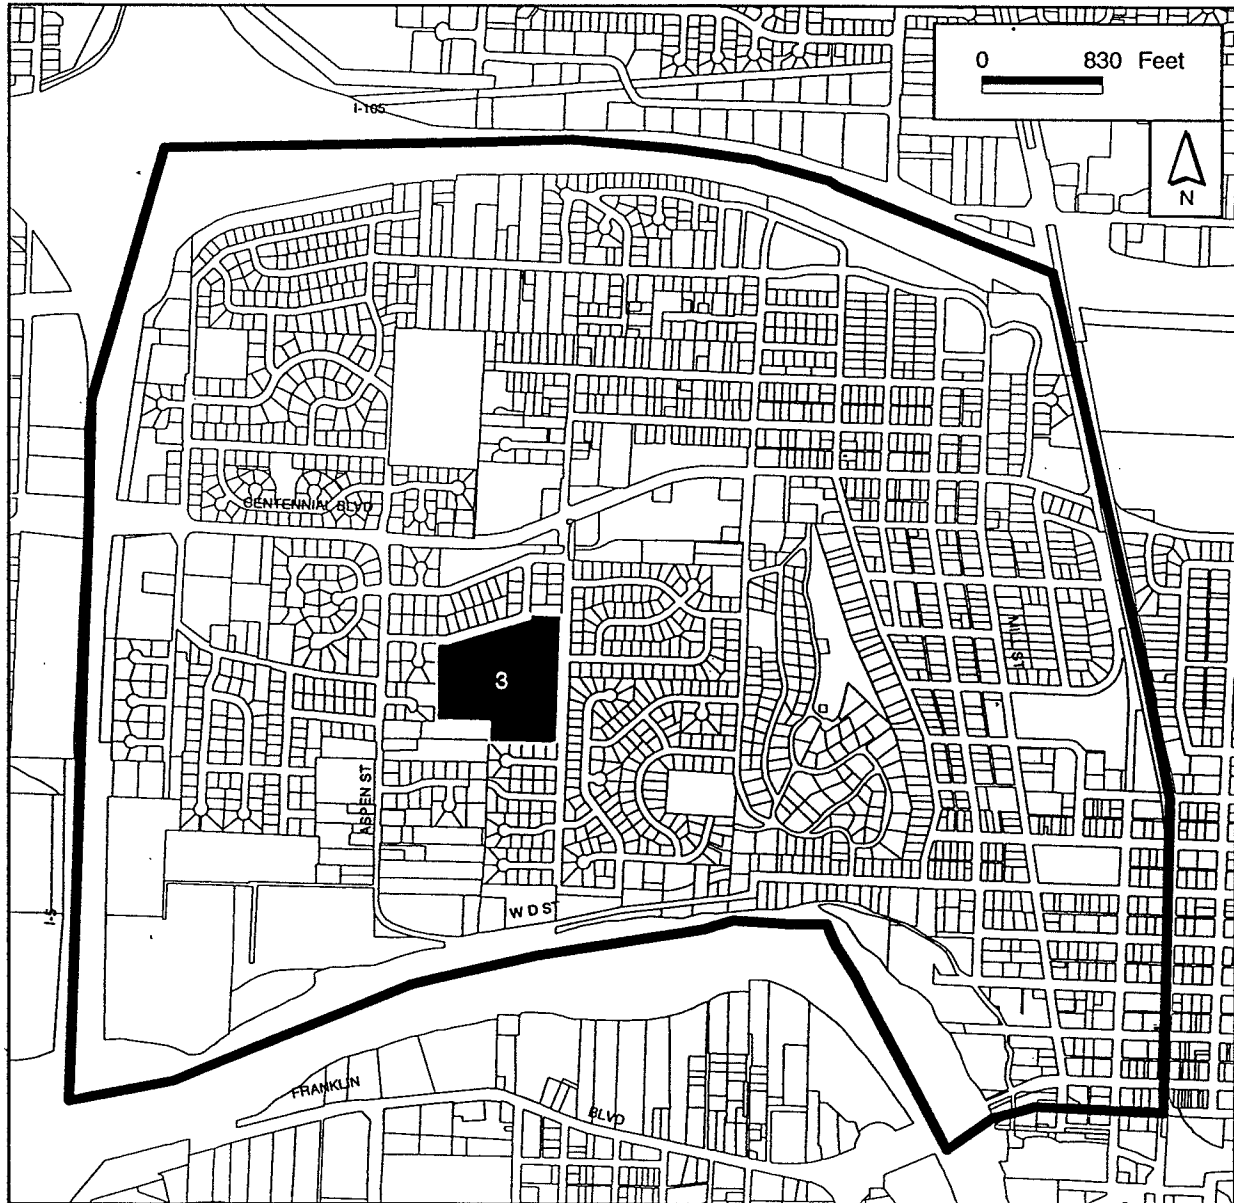 0 830 Feet
I-105
N
CENTENNIAL BLVD
MILL ST
3
ASPEN ST
W D ST
I-5
FRANKLIN
BLVD